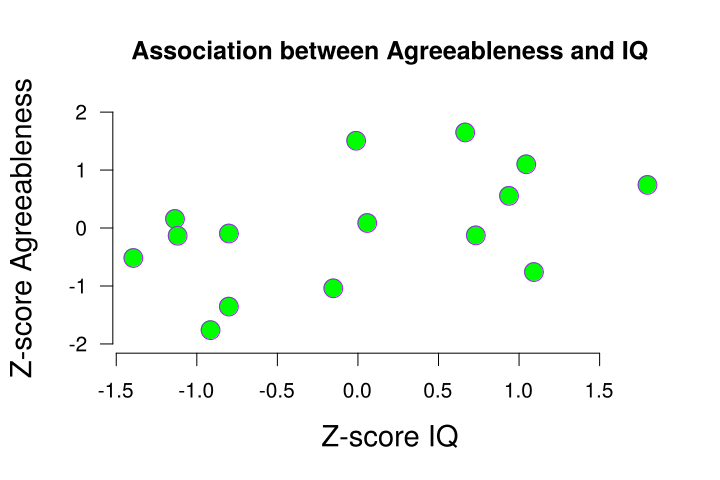 Association between Agreeableness and IQ
Z-score Agreeableness
2
1
0
-1
-2
-1.5 -1.0 -0.5 0.0 0.5 1.0 1.5
Z-score IQ